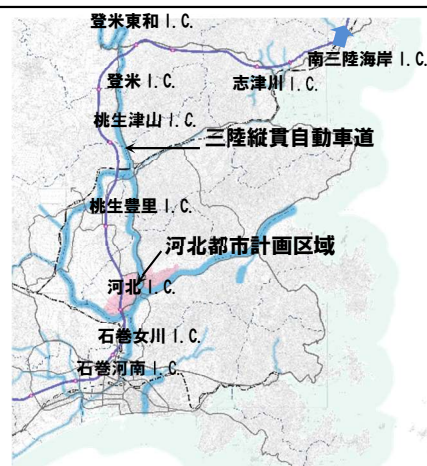 登米東和 I.C.
南三陸海岸 I.C.
登米 I.C.
志津川 I.C.
桃生津山 I.C.
三陸縦貫自動車道
桃生豊里 I.C.
河北都市計画区域
河北 I.C.
石巻女川 I.C.
石巻河南 I.C.